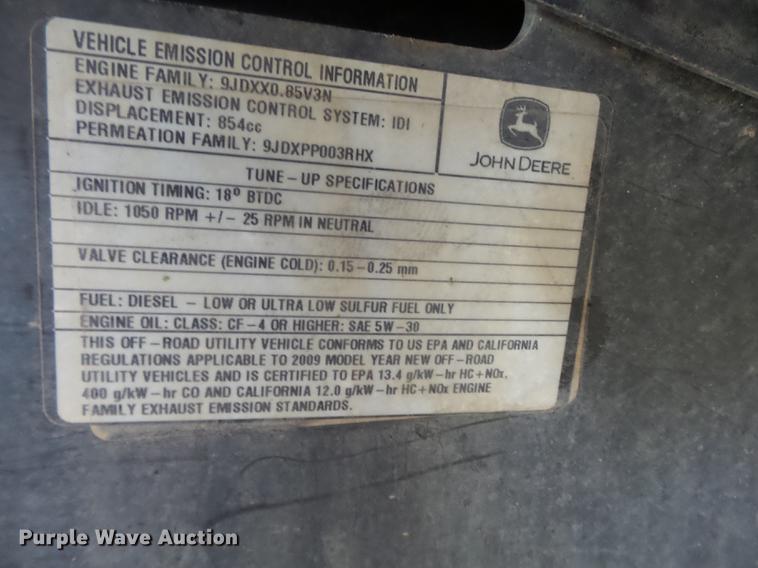 VEHICLE EMISSION CONTROL INFORMATION
ENGINE FAMILY: 9JDXX0.85V3N
EXHAUST EMISSION CONTROL SYSTEM: IDI
DISPLACEMENT: 854cc
PERMEATION FAMILY: 9JDXPP003RHX
JOHN DEERE
TUNE-UP SPECIFICATIONS
IGNITION TIMING: 18° BTDC
IDLE: 1050 RPM +/- 25 RPM IN NEUTRAL
VALVE CLEARANCE (ENGINE COLD): 0.15-0.25 mm
FUEL: DIESEL - LOW OR ULTRA LOW SULFUR FUEL ONLY
ENGINE OIL: CLASS: CF-4 OR HIGHER: SAE 5W-30
THIS OFF-ROAD UTILITY VEHICLE CONFORMS TO US EPA AND CALIFORNIA
REGULATIONS APPLICABLE TO 2009 MODEL YEAR NEW OFF-ROAD
UTILITY VEHICLES AND IS CERTIFIED TO EPA 13.4 g/kW-hr HC+NOx,
400 g/kW-hr CO AND CALIFORNIA 12.0 g/kW-hr HC+NOx ENGINE
FAMILY EXHAUST EMISSION STANDARDS.
Purple Wave Auction